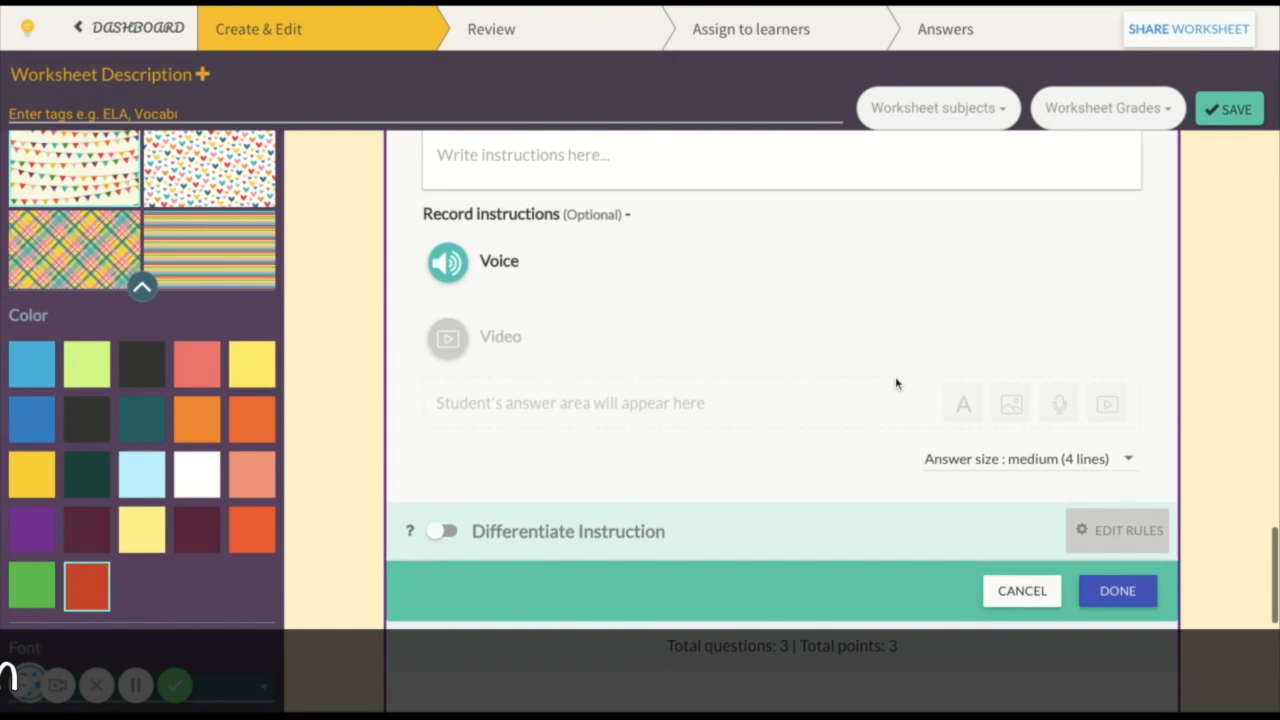 DASHBOARD
Create & Edit
Review
Assign to learners
Answers
SHARE WORKSHEET
Worksheet Description +
Enter tags e.g. ELA, Vocabu
Worksheet subjects
Worksheet Grades
SAVE
Write instructions here...
Record instructions (Optional) -
Voice
Video
Student's answer area will appear here
A
Answer size : medium (4 lines)
? Differentiate Instruction
EDIT RULES
CANCEL
DONE
Color
Font
Total questions: 3 | Total points: 3
n